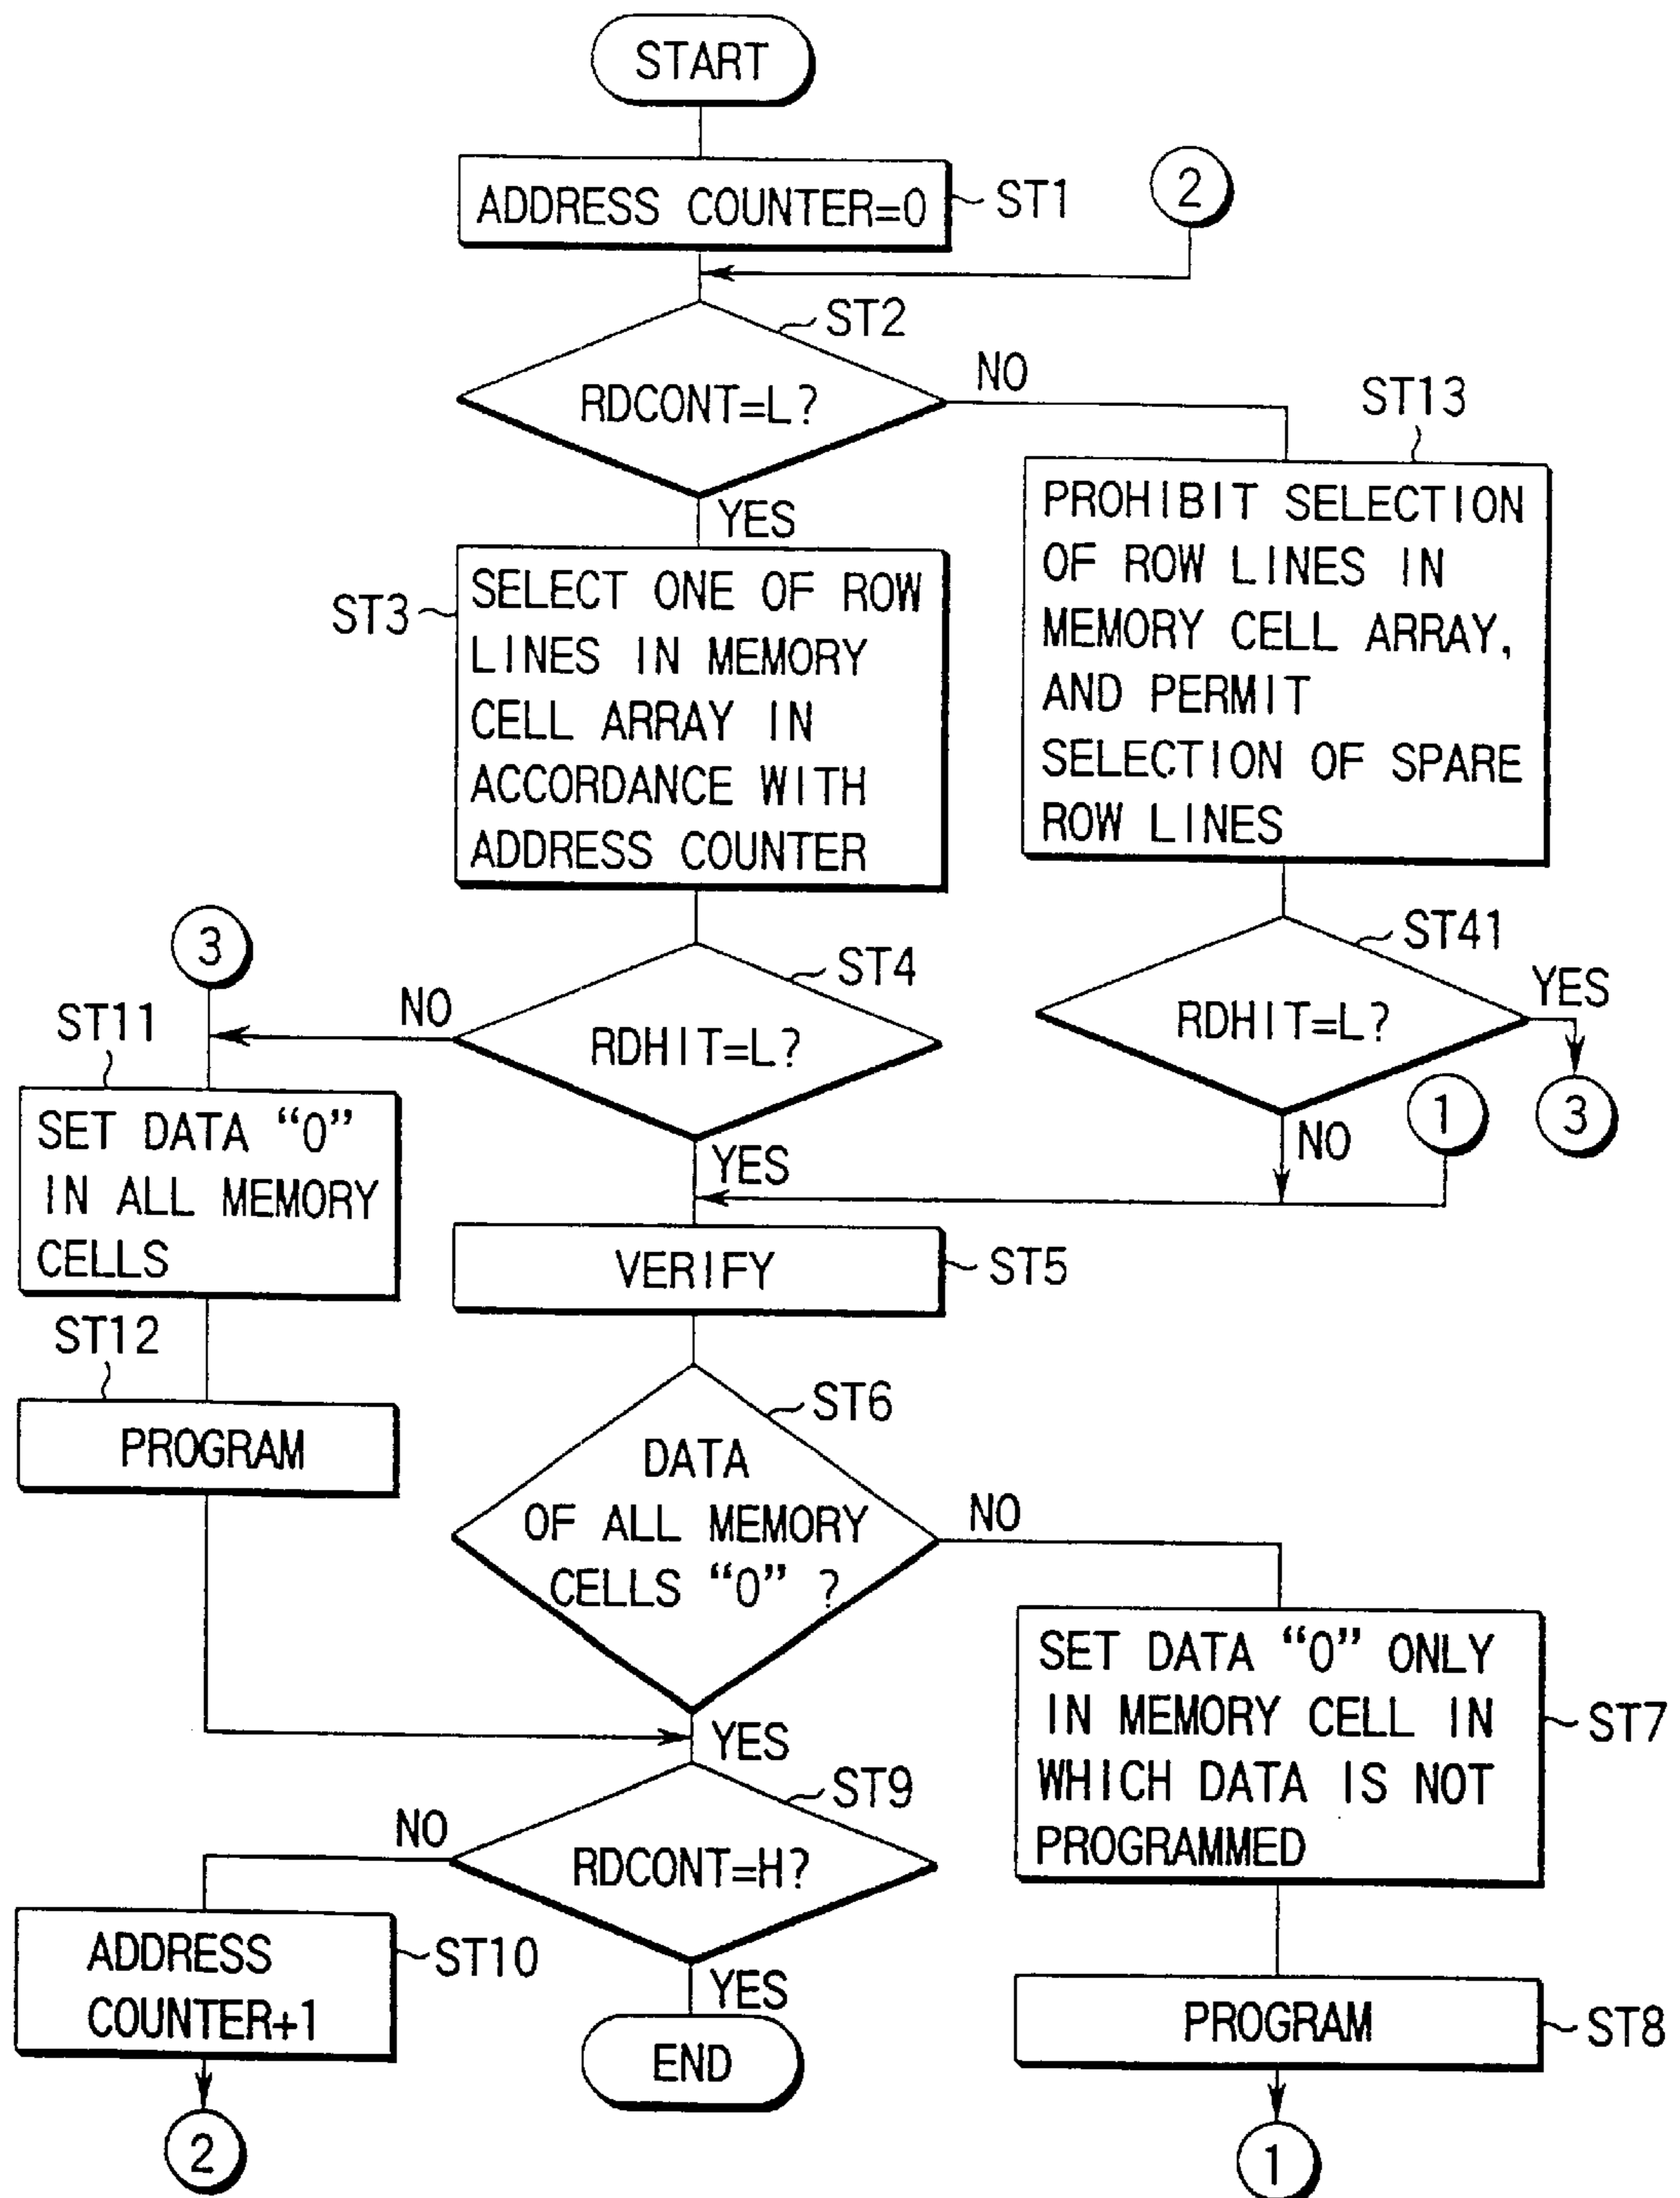 START
ADDRESS COUNTER=0
ST1
2
ST2
RDCONT=L?
NO
YES
ST13
PROHIBIT SELECTION
OF ROW LINES IN
MEMORY CELL ARRAY,
AND PERMIT
SELECTION OF SPARE
ROW LINES
ST3
SELECT ONE OF ROW
LINES IN MEMORY
CELL ARRAY IN
ACCORDANCE WITH
ADDRESS COUNTER
3
ST4
RDHIT=L?
NO
YES
ST41
RDHIT=L?
YES
3
NO
1
ST11
SET DATA “0”
IN ALL MEMORY
CELLS
VERIFY
ST5
ST12
PROGRAM
ST6
DATA
OF ALL MEMORY
CELLS “0” ?
NO
YES
SET DATA “0” ONLY
IN MEMORY CELL IN
WHICH DATA IS NOT
PROGRAMMED
ST7
ST9
RDCONT=H?
NO
YES
ADDRESS
COUNTER+1
ST10
END
PROGRAM
ST8
2
1